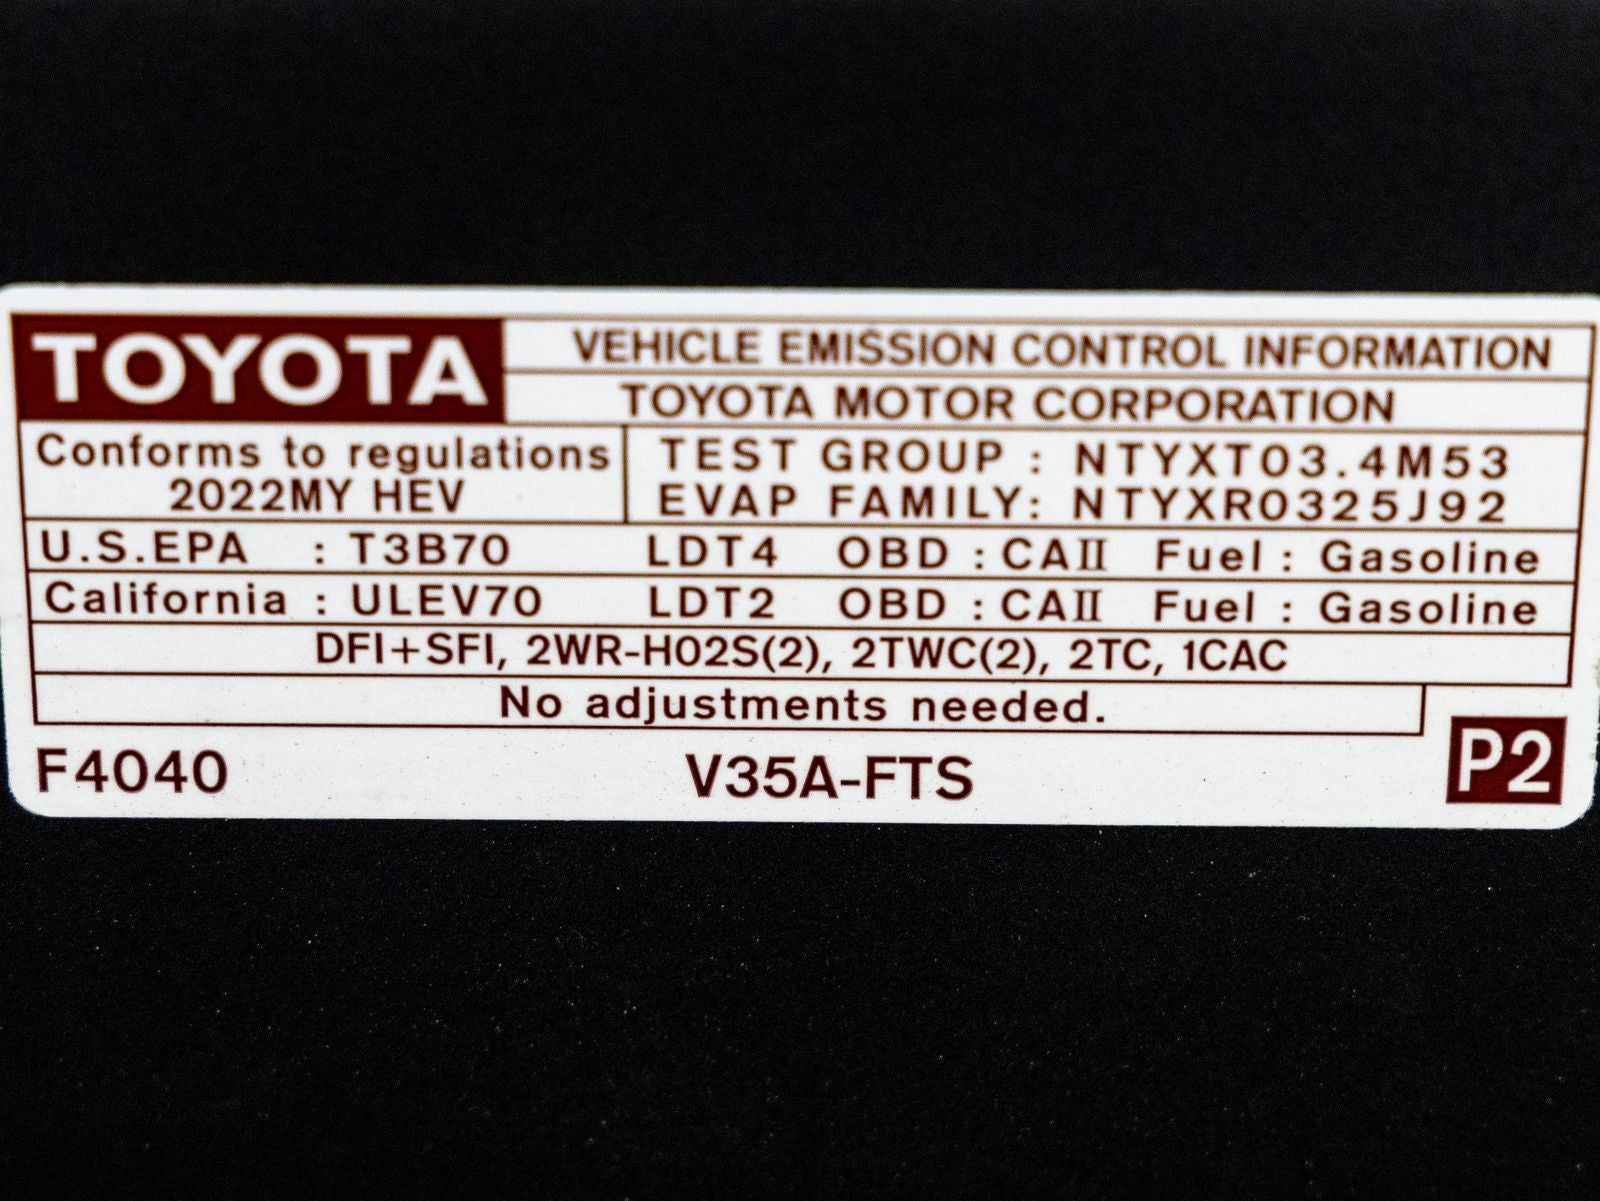 TOYOTA
VEHICLE EMISSION CONTROL INFORMATION
TOYOTA MOTOR CORPORATION
Conforms to regulations
2022MY HEV
TEST GROUP : NTYXT03.4M53
EVAP FAMILY: NTYXR0325J92
U.S.EPA : T3B70 LDT4 OBD : CAII Fuel : Gasoline
California : ULEV70 LDT2 OBD : CAII Fuel : Gasoline
DFI+SFI, 2WR-HO2S(2), 2TWC(2), 2TC, 1CAC
No adjustments needed.
F4040 V35A-FTS P2